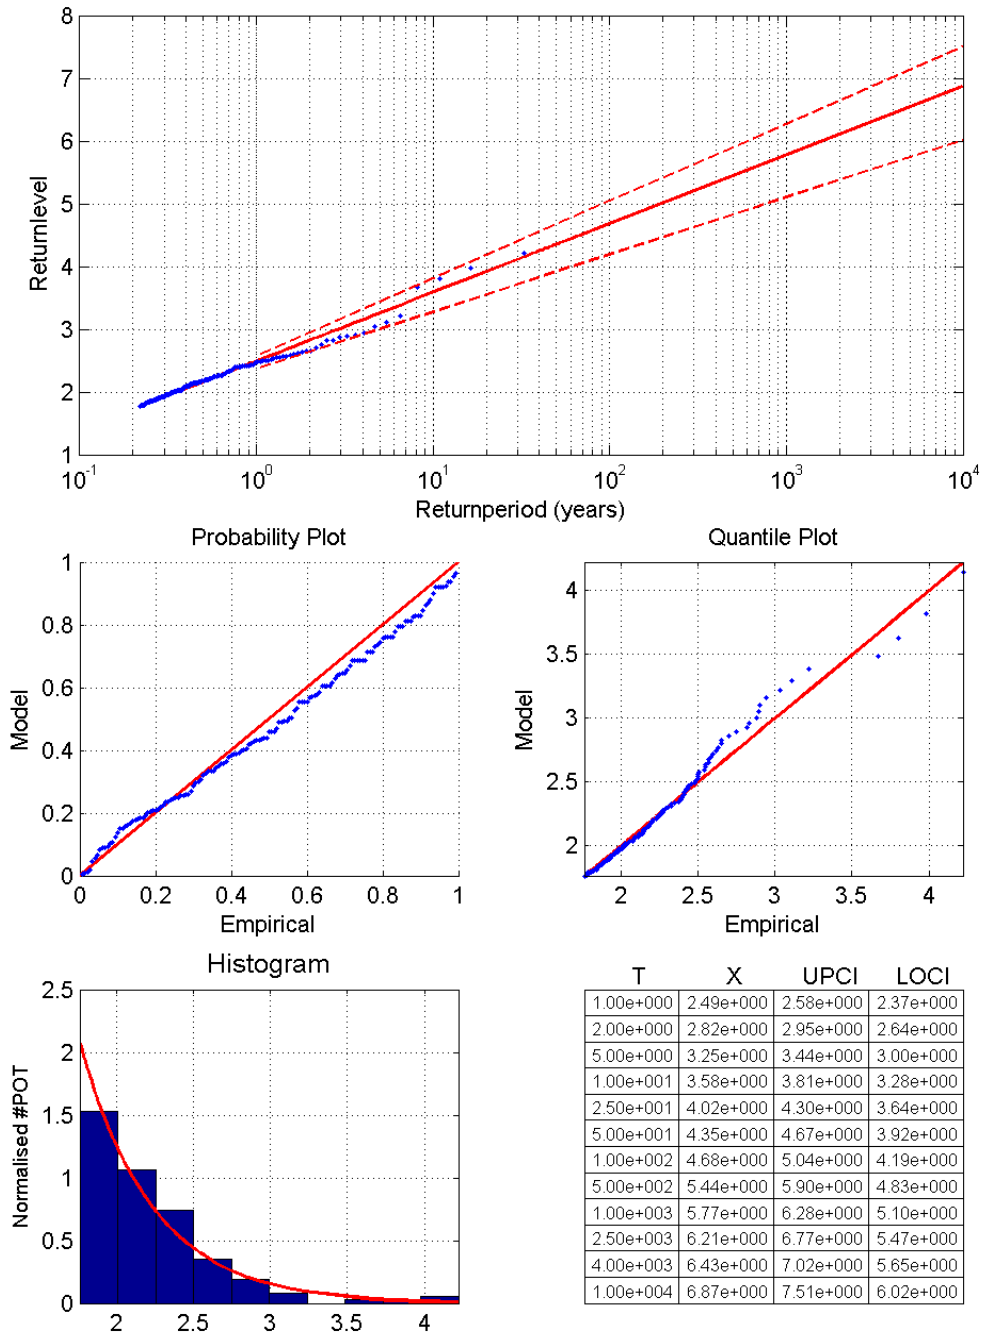 8
7
6
5
4
3
2
1
Returnlevel
10-1 100 101 102 103 104
Returnperiod (years)
Probability Plot
1
0.8
0.6
0.4
0.2
0
Model
0 0.2 0.4 0.6 0.8 1
Empirical
Quantile Plot
4
3.5
3
2.5
2
Model
2 2.5 3 3.5 4
Empirical
Histogram
2.5
2
1.5
1
0.5
0
Normalised #POT
2 2.5 3 3.5 4
T X UPCI LOCI
1.00e+000 2.49e+000 2.58e+000 2.37e+000
2.00e+000 2.82e+000 2.95e+000 2.64e+000
5.00e+000 3.25e+000 3.44e+000 3.00e+000
1.00e+001 3.58e+000 3.81e+000 3.28e+000
2.50e+001 4.02e+000 4.30e+000 3.64e+000
5.00e+001 4.35e+000 4.67e+000 3.92e+000
1.00e+002 4.68e+000 5.04e+000 4.19e+000
5.00e+002 5.44e+000 5.90e+000 4.83e+000
1.00e+003 5.77e+000 6.28e+000 5.10e+000
2.50e+003 6.21e+000 6.77e+000 5.47e+000
4.00e+003 6.43e+000 7.02e+000 5.65e+000
1.00e+004 6.87e+000 7.51e+000 6.02e+000